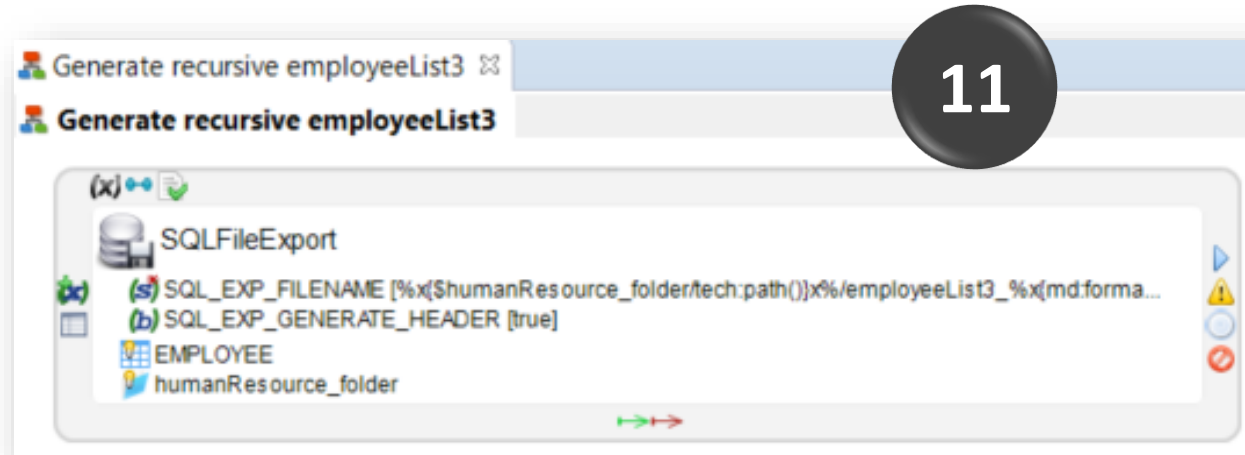 Generate recursive employeeList3
11
Generate recursive employeeList3
(x)
SQLFileExport
(x)
(s) SQL_EXP_FILENAME [%x{$humanResource_folder/tech:path()}x%/employeeList3_%x{md:forma...
(b) SQL_EXP_GENERATE_HEADER [true]
EMPLOYEE
humanResource_folder